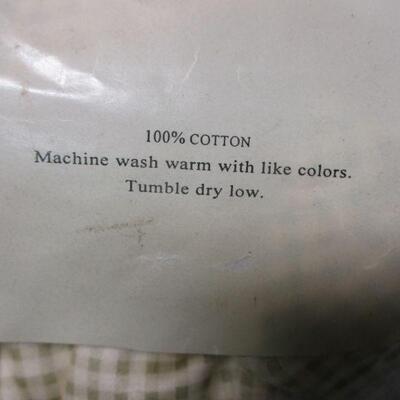 100% COTTON
Machine wash warm with like colors.
Tumble dry low.